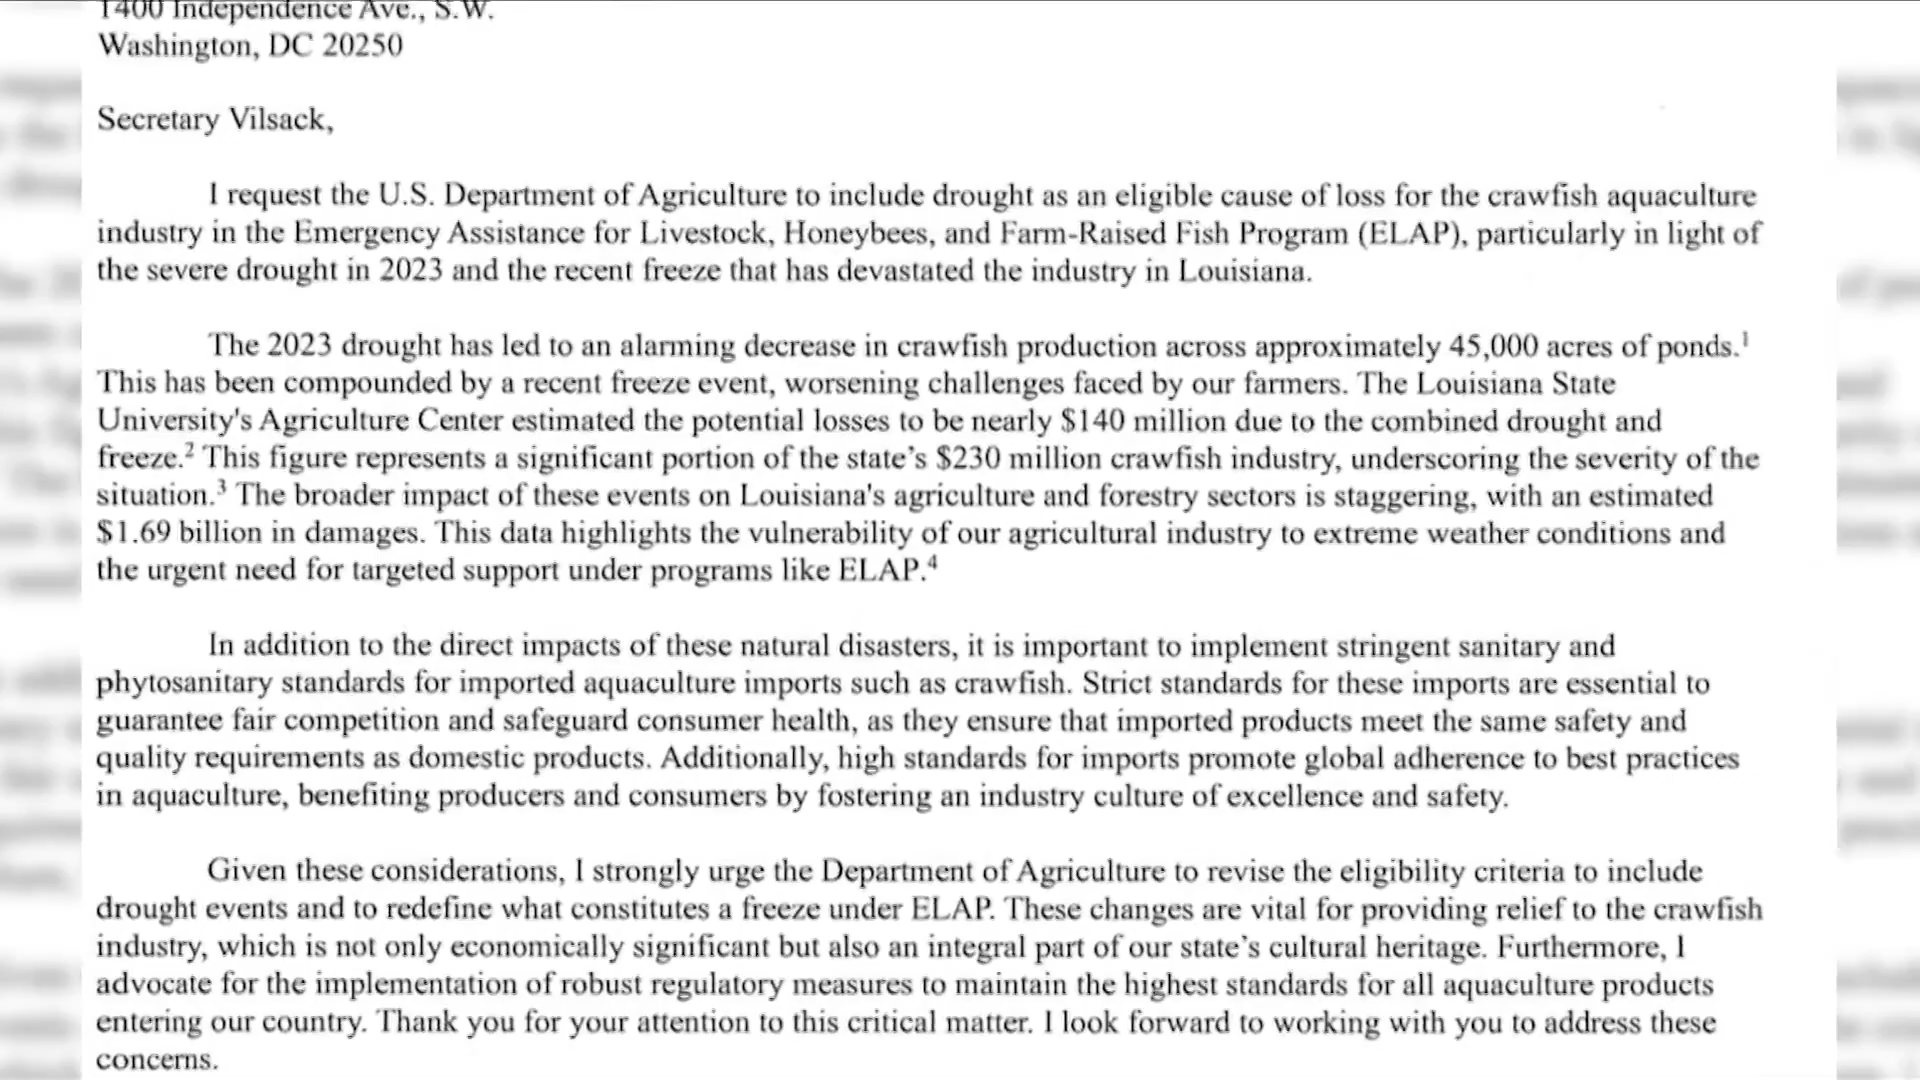 1400 Independence Ave., S.W.
Washington, DC 20250
Secretary Vilsack,
I request the U.S. Department of Agriculture to include drought as an eligible cause of loss for the crawfish aquaculture
industry in the Emergency Assistance for Livestock, Honeybees, and Farm-Raised Fish Program (ELAP), particularly in light of
the severe drought in 2023 and the recent freeze that has devastated the industry in Louisiana.
The 2023 drought has led to an alarming decrease in crawfish production across approximately 45,000 acres of ponds.¹
This has been compounded by a recent freeze event, worsening challenges faced by our farmers. The Louisiana State
University's Agriculture Center estimated the potential losses to be nearly $140 million due to the combined drought and
freeze.² This figure represents a significant portion of the state’s $230 million crawfish industry, underscoring the severity of the
situation.³ The broader impact of these events on Louisiana's agriculture and forestry sectors is staggering, with an estimated
$1.69 billion in damages. This data highlights the vulnerability of our agricultural industry to extreme weather conditions and
the urgent need for targeted support under programs like ELAP.⁴
In addition to the direct impacts of these natural disasters, it is important to implement stringent sanitary and
phytosanitary standards for imported aquaculture imports such as crawfish. Strict standards for these imports are essential to
guarantee fair competition and safeguard consumer health, as they ensure that imported products meet the same safety and
quality requirements as domestic products. Additionally, high standards for imports promote global adherence to best practices
in aquaculture, benefiting producers and consumers by fostering an industry culture of excellence and safety.
Given these considerations, I strongly urge the Department of Agriculture to revise the eligibility criteria to include
drought events and to redefine what constitutes a freeze under ELAP. These changes are vital for providing relief to the crawfish
industry, which is not only economically significant but also an integral part of our state’s cultural heritage. Furthermore, I
advocate for the implementation of robust regulatory measures to maintain the highest standards for all aquaculture products
entering our country. Thank you for your attention to this critical matter. I look forward to working with you to address these
concerns.